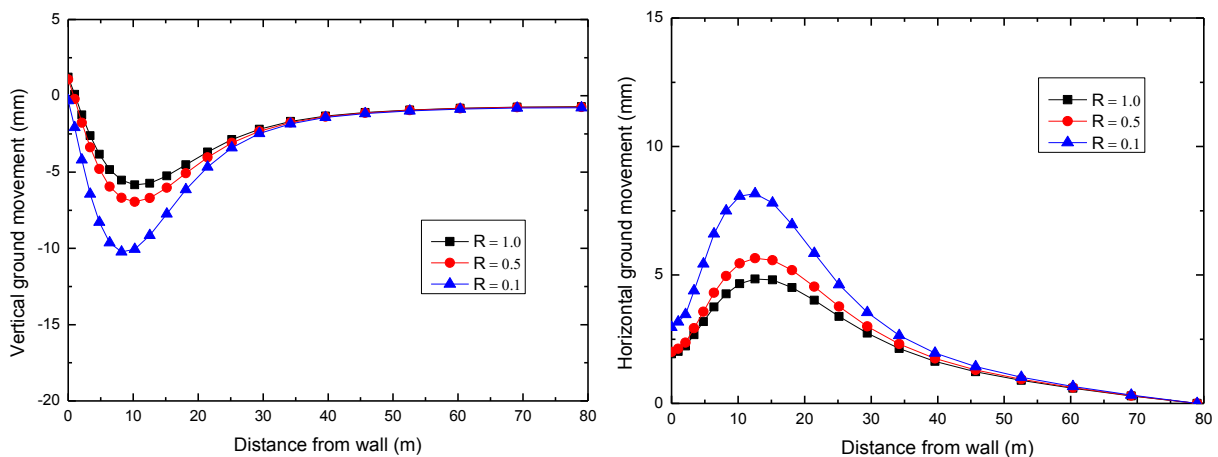 5
0
-5
-10
-15
-20
0 10 20 30 40 50 60 70 80
Vertical ground movement (mm)
Distance from wall (m)
R = 1.0
R = 0.5
R = 0.1
15
10
5
0
0 10 20 30 40 50 60 70 80
Horizontal ground movement (mm)
Distance from wall (m)
R = 1.0
R = 0.5
R = 0.1